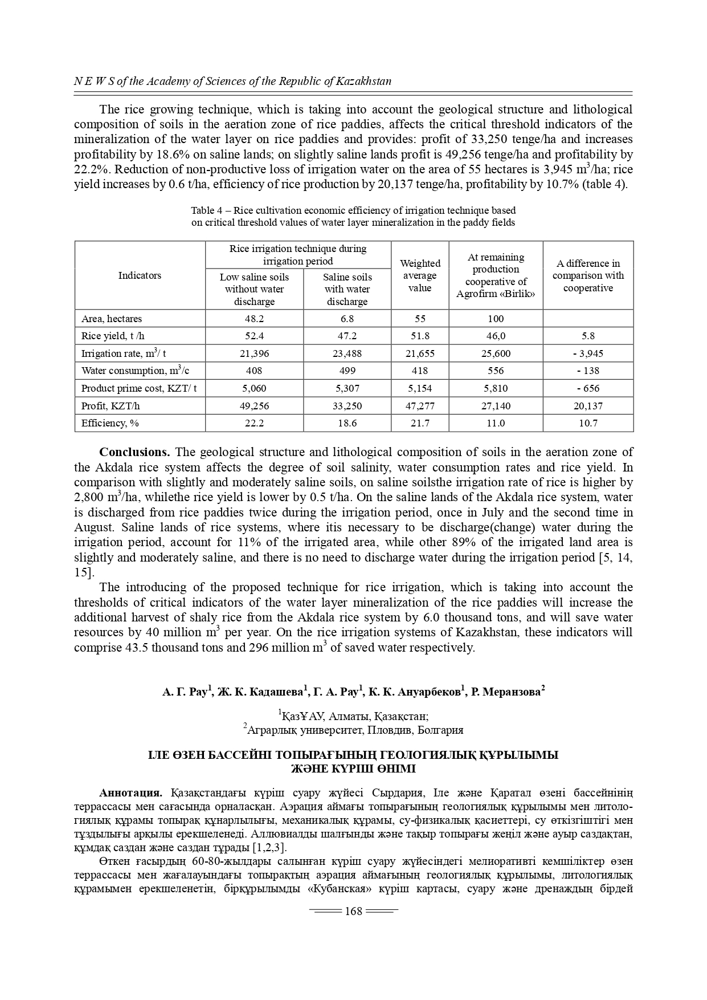 N E W S of the Academy of Sciences of the Republic of Kazakhstan
The rice growing technique, which is taking into account the geological structure and lithological
composition of soils in the aeration zone of rice paddies, affects the critical threshold indicators of the
mineralization of the water layer on rice paddies and provides: profit of 33,250 tenge/ha and increases
profitability by 18.6% on saline lands; on slightly saline lands profit is 49,256 tenge/ha and profitability by
22.2%. Reduction of non-productive loss of irrigation water on the area of 55 hectares is 3,945 m³/ha; rice
yield increases by 0.6 t/ha, efficiency of rice production by 20,137 tenge/ha, profitability by 10.7% (table 4).
Table 4 – Rice cultivation economic efficiency of irrigation technique based
on critical threshold values of water layer mineralization in the paddy fields
Indicators
Rice irrigation technique during
irrigation period
Low saline soils
without water
discharge
Saline soils
with water
discharge
Weighted
average
value
At remaining
production
cooperative of
Agrofirm «Birlik»
A difference in
comparison with
cooperative
Area, hectares 48.2 6.8 55 100
Rice yield, t /h 52.4 47.2 51.8 46,0 5.8
Irrigation rate, m³/ t 21,396 23,488 21,655 25,600 - 3,945
Water consumption, m³/c 408 499 418 556 - 138
Product prime cost, KZT/ t 5,060 5,307 5,154 5,810 - 656
Profit, KZT/h 49,256 33,250 47,277 27,140 20,137
Efficiency, % 22.2 18.6 21.7 11.0 10.7
Conclusions. The geological structure and lithological composition of soils in the aeration zone of
the Akdala rice system affects the degree of soil salinity, water consumption rates and rice yield. In
comparison with slightly and moderately saline soils, on saline soilsthe irrigation rate of rice is higher by
2,800 m³/ha, whilethe rice yield is lower by 0.5 t/ha. On the saline lands of the Akdala rice system, water
is discharged from rice paddies twice during the irrigation period, once in July and the second time in
August. Saline lands of rice systems, where itis necessary to be discharge(change) water during the
irrigation period, account for 11% of the irrigated area, while other 89% of the irrigated land area is
slightly and moderately saline, and there is no need to discharge water during the irrigation period [5, 14,
15].
The introducing of the proposed technique for rice irrigation, which is taking into account the
thresholds of critical indicators of the water layer mineralization of the rice paddies will increase the
additional harvest of shaly rice from the Akdala rice system by 6.0 thousand tons, and will save water
resources by 40 million m³ per year. On the rice irrigation systems of Kazakhstan, these indicators will
comprise 43.5 thousand tons and 296 million m³ of saved water respectively.
А. Г. Рау¹, Ж. К. Кадашева¹, Г. А. Рау¹, К. К. Ануарбеков¹, Р. Меранзова²
¹ҚазҰАУ, Алматы, Қазақстан;
²Аграрлық университет, Пловдив, Болгария
ІЛЕ ӨЗЕН БАССЕЙНІ ТОПЫРАҒЫНЫҢ ГЕОЛОГИЯЛЫҚ ҚҰРЫЛЫМЫ
ЖӘНЕ КҮРІШ ӨНІМІ
Аннотация. Қазақстандағы күріш суару жүйесі Сырдария, Іле және Қаратал өзені бассейнінің
террассасы мен сағасында орналасқан. Аэрация аймағы топырағының геологиялық құрылымы мен литоло-
гиялық құрамы топырақ құнарлылығы, механикалық құрамы, су-физикалық қасиеттері, су өткізгіштігі мен
тұздылығы арқылы ерекшеленеді. Аллювиалды шалғынды және тақыр топырағы жеңіл және ауыр саздақтан,
құмдақ саздан және саздан тұрады [1,2,3].
Өткен ғасырдың 60-80-жылдары салынған күріш суару жүйесіндегі мелиоративті кемшіліктер өзен
террассасы мен жағалауындағы топырақтың аэрация аймағының геологиялық құрылымы, литологиялық
құрамымен ерекшеленетін, бірқұрылымды «Кубанская» күріш картасы, суару және дренаждың бірдей
168